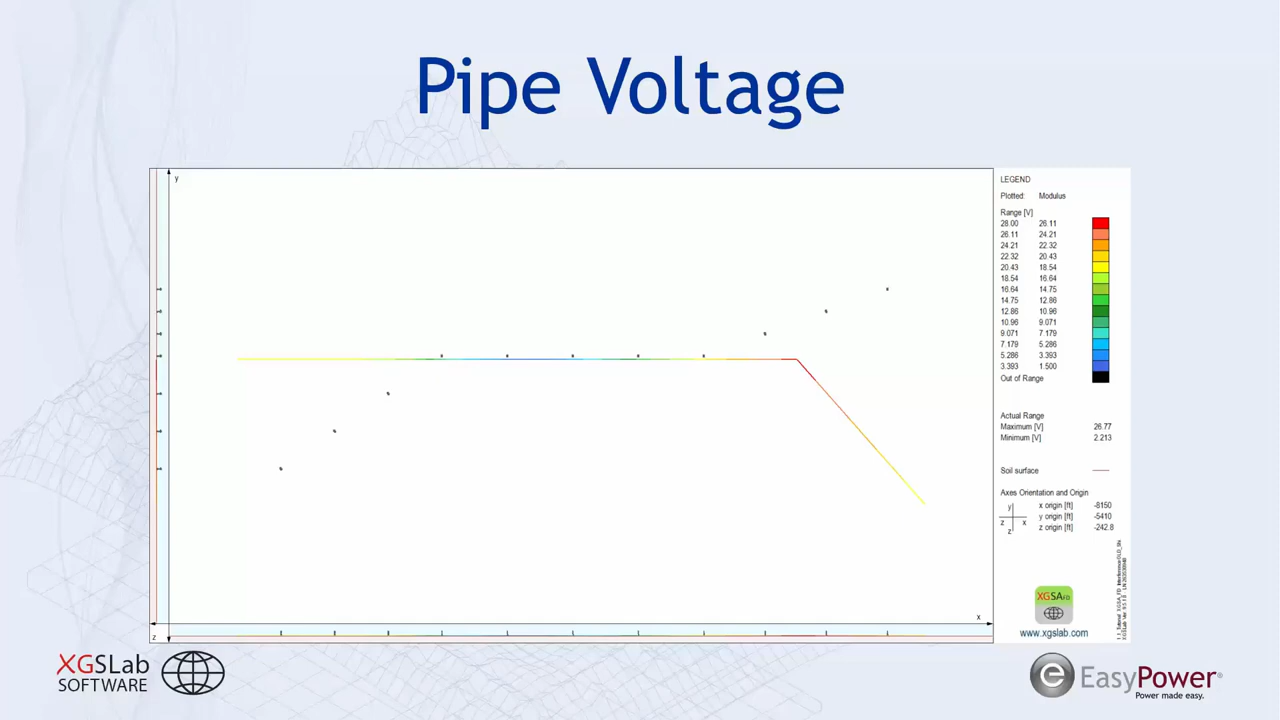 Pipe Voltage
y
LEGEND
Plotted: Modulus
Range [V]
28.00 26.11
26.11 24.21
24.21 22.32
22.32 20.43
20.43 18.54
18.54 16.64
16.64 14.75
14.75 12.86
12.86 10.96
10.96 9.071
9.071 7.179
7.179 5.286
5.286 3.393
3.393 1.500
Out of Range
Actual Range
Maximum [V] 26.77
Minimum [V] 2.213
Soil surface
Axes Orientation and Origin
y
z x
z
x origin [ft] -8150
y origin [ft] -5410
z origin [ft] -242.8
XGSA FD
www.xgslab.com
x
z
XGSLab
SOFTWARE
EasyPower®
Power made easy.